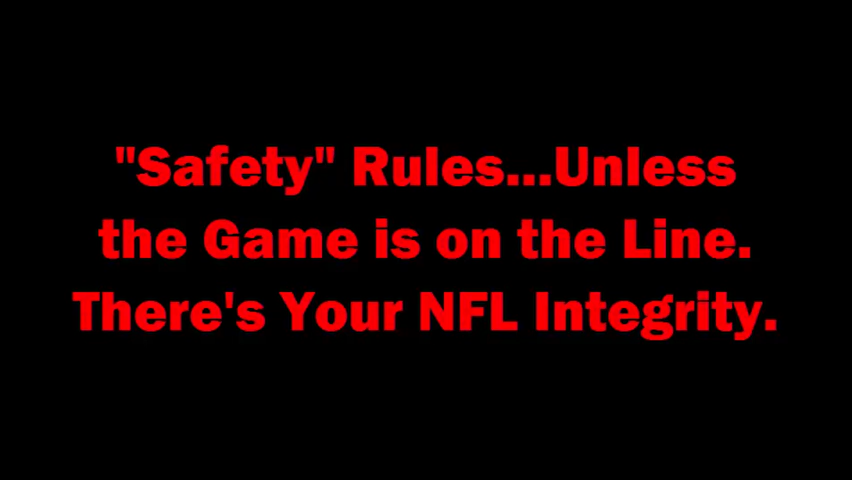 "Safety" Rules...Unless
the Game is on the Line.
There's Your NFL Integrity.